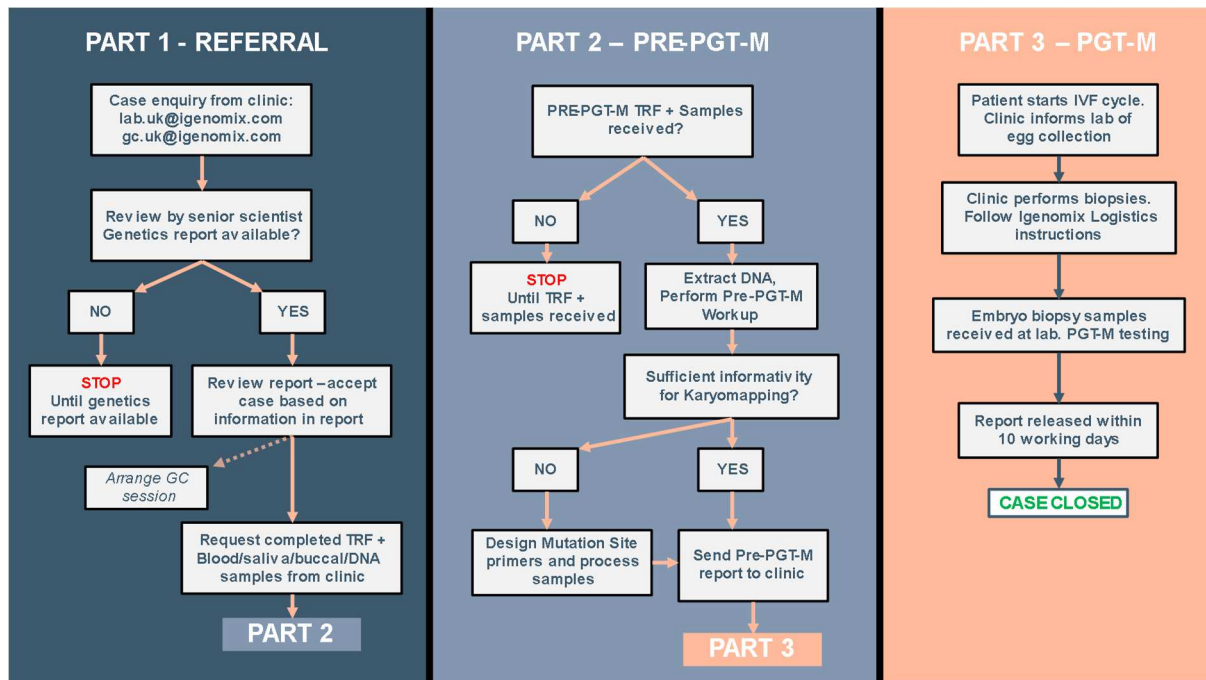 PART 1 - REFERRAL
Case enquiry from clinic:
lab.uk@igenomix.com
gc.uk@igenomix.com
Review by senior scientist
Genetics report available?
NO
YES
STOP
Until genetics
report available
Review report – accept
case based on
information in report
Arrange GC
session
Request completed TRF +
Blood/saliva/buccal/DNA
samples from clinic
PART 2
PART 2 – PRE-PGT-M
PRE-PGT-M TRF + Samples
received?
NO
YES
STOP
Until TRF +
samples received
Extract DNA,
Perform Pre-PGT-M
Workup
Sufficient informativity
for Karyomapping?
NO
YES
Design Mutation Site
primers and process
samples
Send Pre-PGT-M
report to clinic
PART 3
PART 3 – PGT-M
Patient starts IVF cycle.
Clinic informs lab of
egg collection
Clinic performs biopsies.
Follow Igenomix Logistics
instructions
Embryo biopsy samples
received at lab. PGT-M testing
Report released within
10 working days
CASE CLOSED